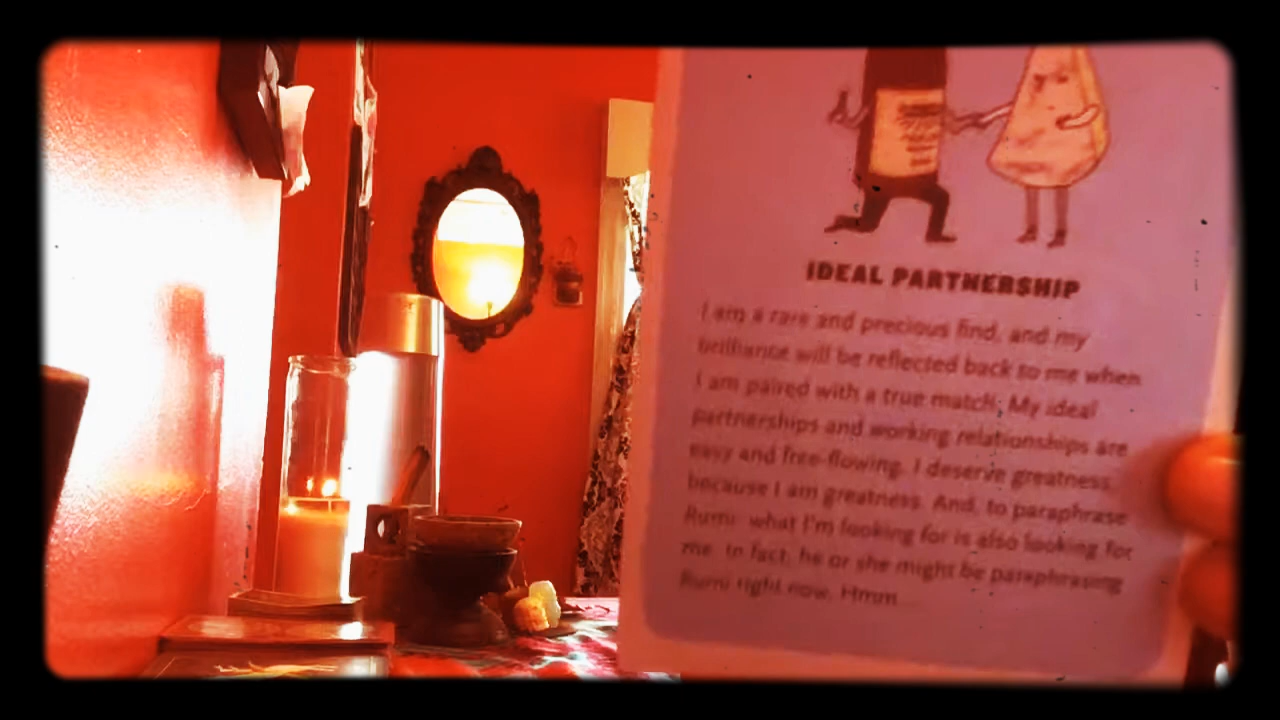 IDEAL PARTNERSHIP
I am a rare and precious find, and my
brilliance will be reflected back to me when
I am paired with a true match. My ideal
partnerships and working relationships are
easy and free-flowing. I deserve greatness
because I am greatness. And, to paraphrase
Rumi, what I'm looking for is also looking for
me. In fact, he or she might be paraphrasing
Rumi right now. Hmm...